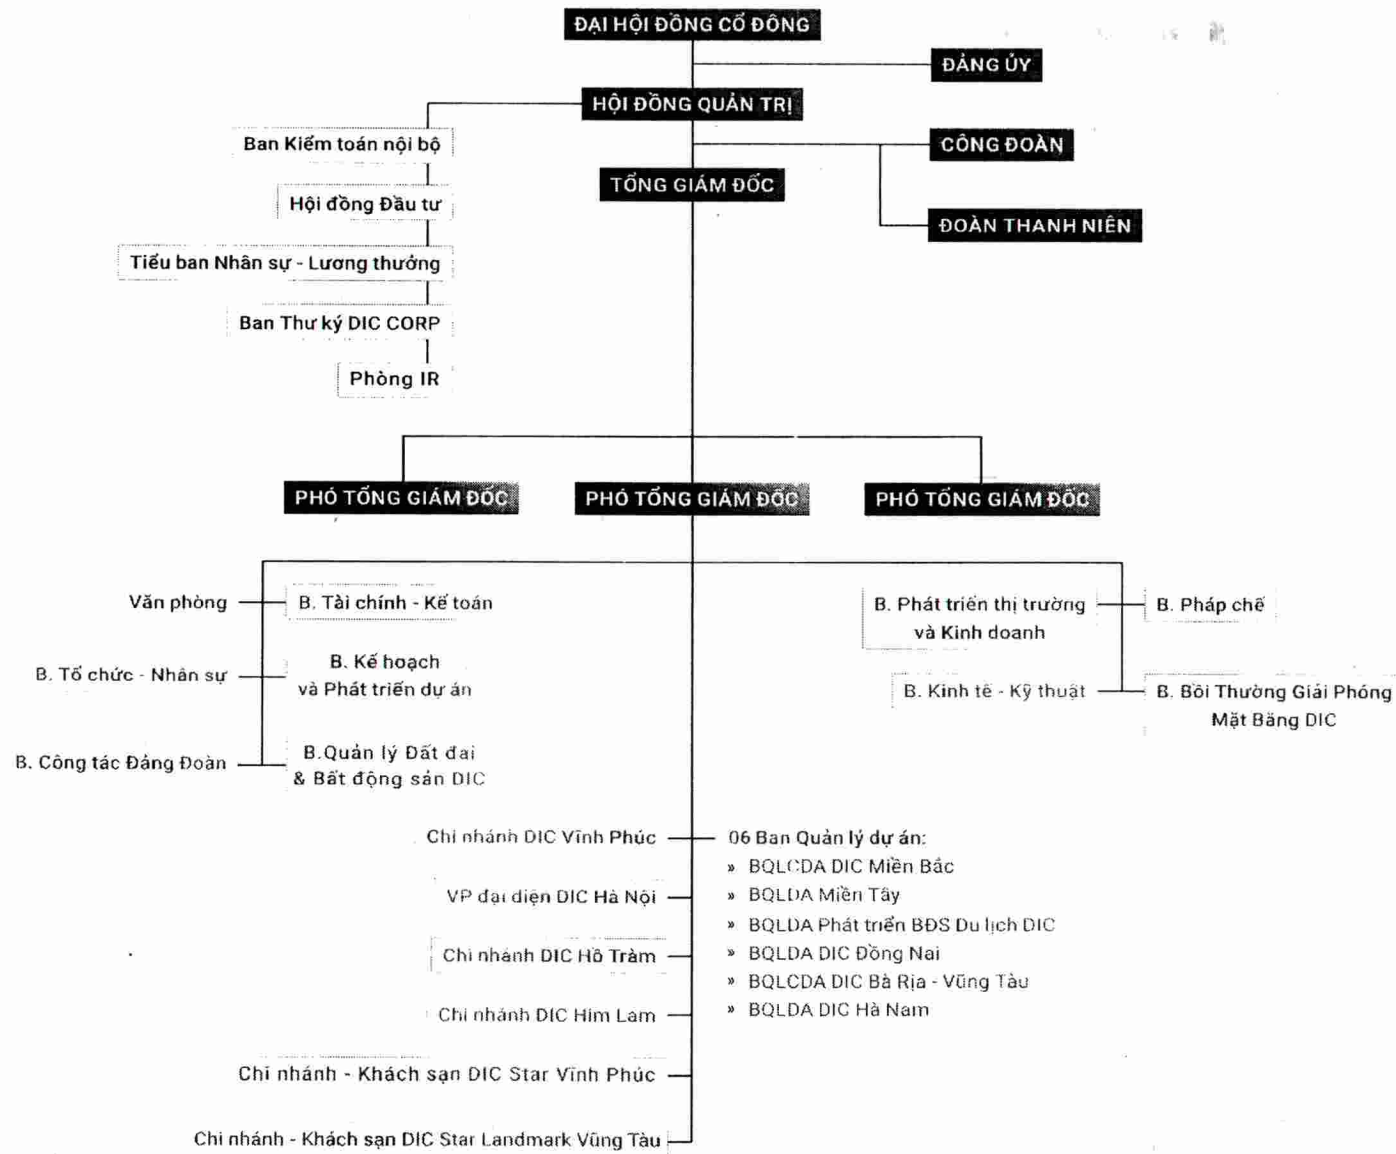 ĐẠI HỘI ĐỒNG CỔ ĐÔNG
ĐẢNG ỦY
HỘI ĐỒNG QUẢN TRỊ
Ban Kiểm toán nội bộ
CÔNG ĐOÀN
TỔNG GIÁM ĐỐC
Hội đồng Đầu tư
ĐOÀN THANH NIÊN
Tiểu ban Nhân sự - Lương thưởng
Ban Thư ký DIC CORP
Phòng IR
PHÓ TỔNG GIÁM ĐỐC
PHÓ TỔNG GIÁM ĐỐC
PHÓ TỔNG GIÁM ĐỐC
Văn phòng
B. Tài chính - Kế toán
B. Phát triển thị trường
và Kinh doanh
B. Pháp chế
B. Tổ chức - Nhân sự
B. Kế hoạch
và Phát triển dự án
B. Kinh tế - Kỹ thuật
B. Bồi Thường Giải Phóng
Mặt Bằng DIC
B. Công tác Đảng Đoàn
B.Quản lý Đất đai
& Bất động sản DIC
Chi nhánh DIC Vĩnh Phúc
06 Ban Quản lý dự án:
» BQLCDA DIC Miền Bắc
VP đại diện DIC Hà Nội
» BQLDA Miền Tây
» BQLDA Phát triển BĐS Du lịch DIC
Chi nhánh DIC Hồ Tràm
» BQLDA DIC Đồng Nai
» BQLCDA DIC Bà Rịa - Vũng Tàu
Chi nhánh DIC Him Lam
» BQLDA DIC Hà Nam
Chi nhánh - Khách sạn DIC Star Vĩnh Phúc
Chi nhánh - Khách sạn DIC Star Landmark Vũng Tàu